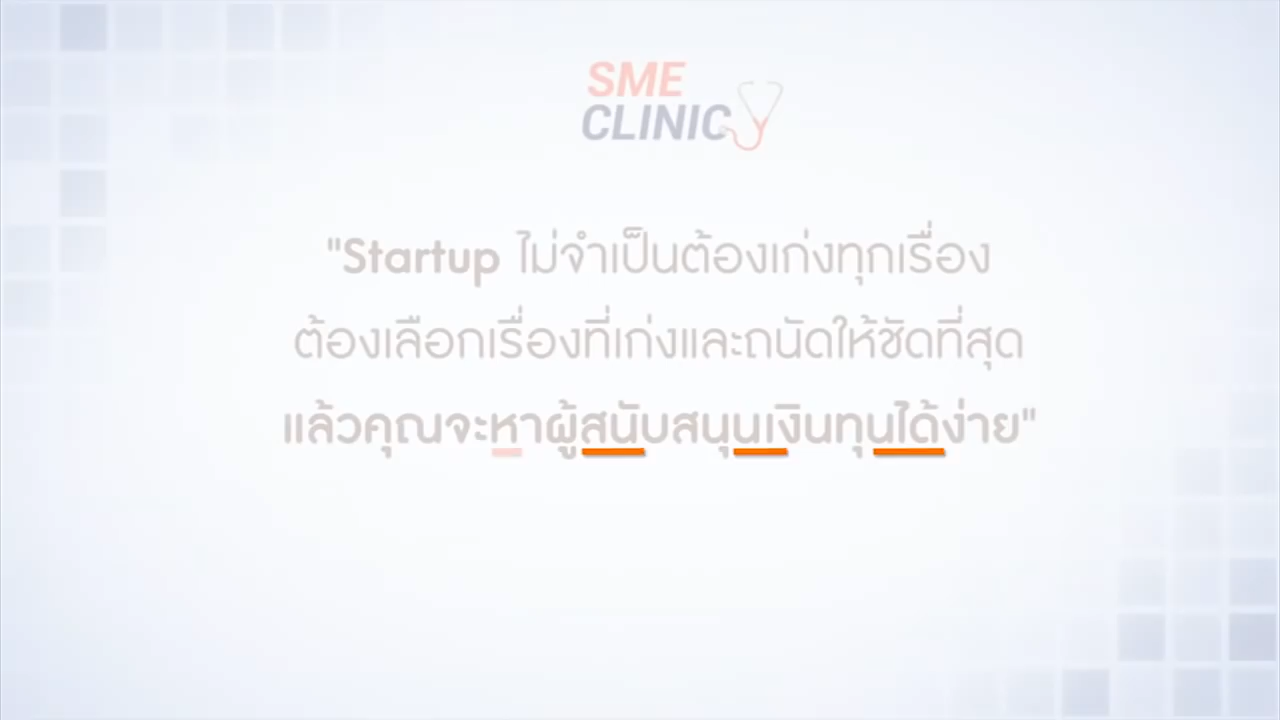 SME
CLINIC
"Startup ไม่จำเป็นต้องเก่งทุกเรื่อง
ต้องเลือกเรื่องที่เก่งและถนัดให้ชัดที่สุด
แล้วคุณจะหาผู้สนับสนุนเงินทุนได้ง่าย"